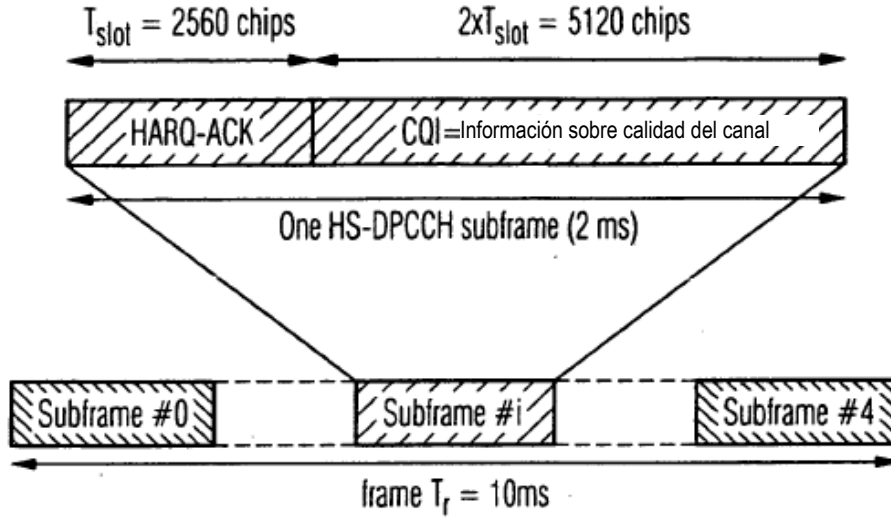 T_slot = 2560 chips
2xT_slot = 5120 chips
HARQ-ACK
CQI=Información sobre calidad del canal
One HS-DPCCH subframe (2 ms)
Subframe #0
Subframe #i
Subframe #4
frame T_r = 10ms